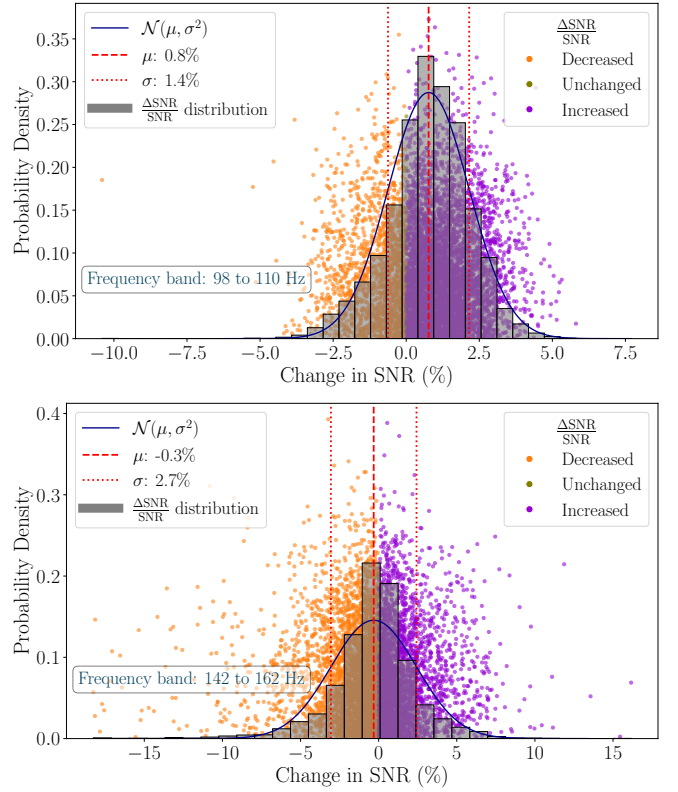 0.35
0.30
0.25
0.20
0.15
0.10
0.05
0.00
Probability Density
𝒩(μ, σ²)
μ: 0.8%
σ: 1.4%
ΔSNR/SNR distribution
ΔSNR/SNR
Decreased
Unchanged
Increased
Frequency band: 98 to 110 Hz
−10.0 −7.5 −5.0 −2.5 0.0 2.5 5.0 7.5
Change in SNR (%)
0.4
0.3
0.2
0.1
0.0
Probability Density
𝒩(μ, σ²)
μ: -0.3%
σ: 2.7%
ΔSNR/SNR distribution
ΔSNR/SNR
Decreased
Unchanged
Increased
Frequency band: 142 to 162 Hz
−15 −10 −5 0 5 10 15
Change in SNR (%)